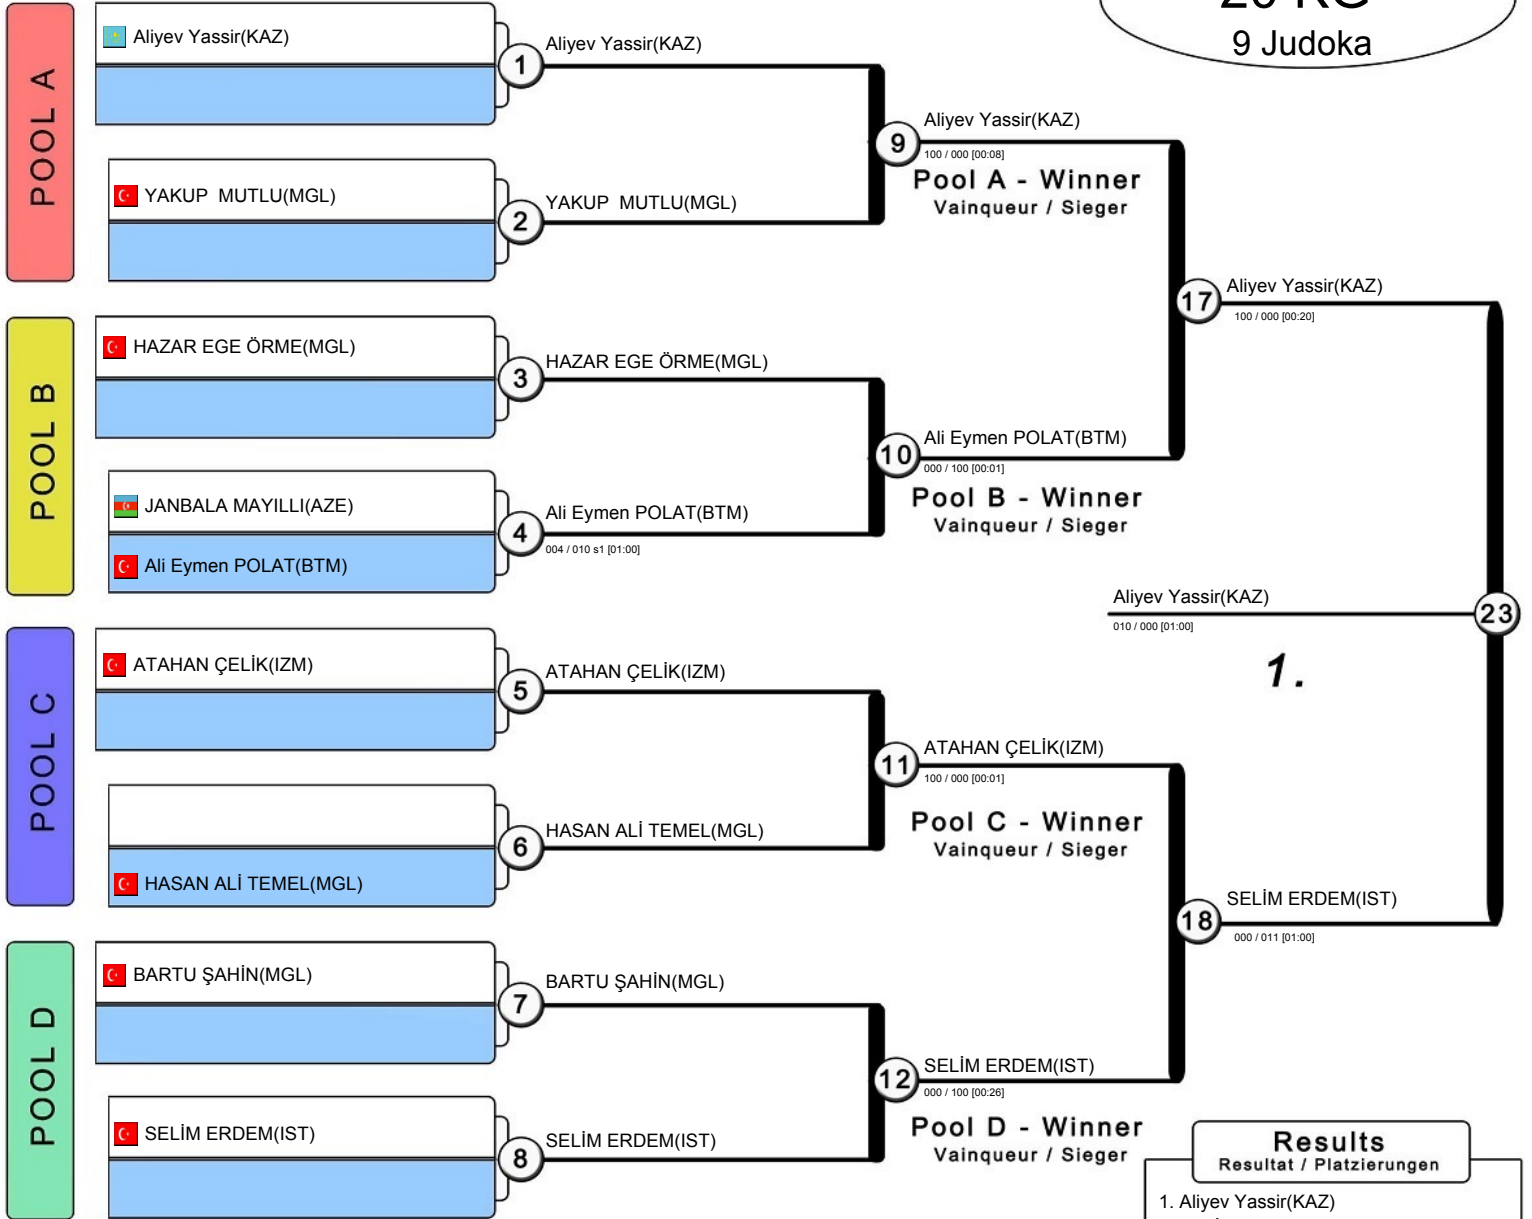 9 Judoka
POOL A
Aliyev Yassir(KAZ)
1
Aliyev Yassir(KAZ)
YAKUP  MUTLU(MGL)
2
YAKUP  MUTLU(MGL)
9
Aliyev Yassir(KAZ)
100 / 000 [00:08]
Pool A - Winner
Vainqueur / Sieger
POOL B
HAZAR EGE ÖRME(MGL)
3
HAZAR EGE ÖRME(MGL)
JANBALA MAYILLI(AZE)
Ali Eymen POLAT(BTM)
4
Ali Eymen POLAT(BTM)
004 / 010 s1 [01:00]
10
Ali Eymen POLAT(BTM)
000 / 100 [00:01]
Pool B - Winner
Vainqueur / Sieger
17
Aliyev Yassir(KAZ)
100 / 000 [00:20]
POOL C
ATAHAN ÇELİK(IZM)
5
ATAHAN ÇELİK(IZM)
HASAN ALİ TEMEL(MGL)
6
HASAN ALİ TEMEL(MGL)
11
ATAHAN ÇELİK(IZM)
100 / 000 [00:01]
Pool C - Winner
Vainqueur / Sieger
POOL D
BARTU ŞAHİN(MGL)
7
BARTU ŞAHİN(MGL)
SELİM ERDEM(IST)
8
SELİM ERDEM(IST)
12
SELİM ERDEM(IST)
000 / 100 [00:26]
Pool D - Winner
Vainqueur / Sieger
18
SELİM ERDEM(IST)
000 / 011 [01:00]
23
Aliyev Yassir(KAZ)
010 / 000 [01:00]
1.
Results
Resultat / Platzierungen
1. Aliyev Yassir(KAZ)